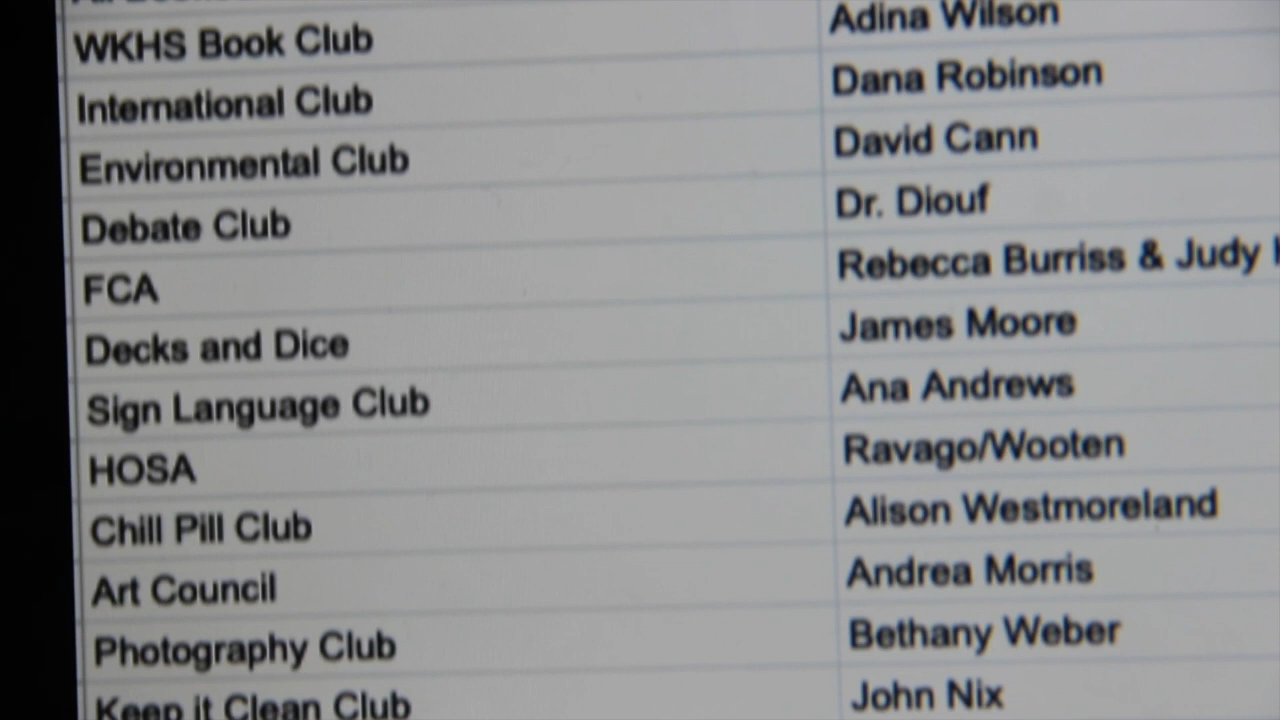 WKHS Book Club Adina Wilson
International Club Dana Robinson
Environmental Club David Cann
Debate Club Dr. Diouf
FCA Rebecca Burriss & Judy
Decks and Dice James Moore
Sign Language Club Ana Andrews
HOSA Ravago/Wooten
Chill Pill Club Alison Westmoreland
Art Council Andrea Morris
Photography Club Bethany Weber
Keep it Clean Club John Nix